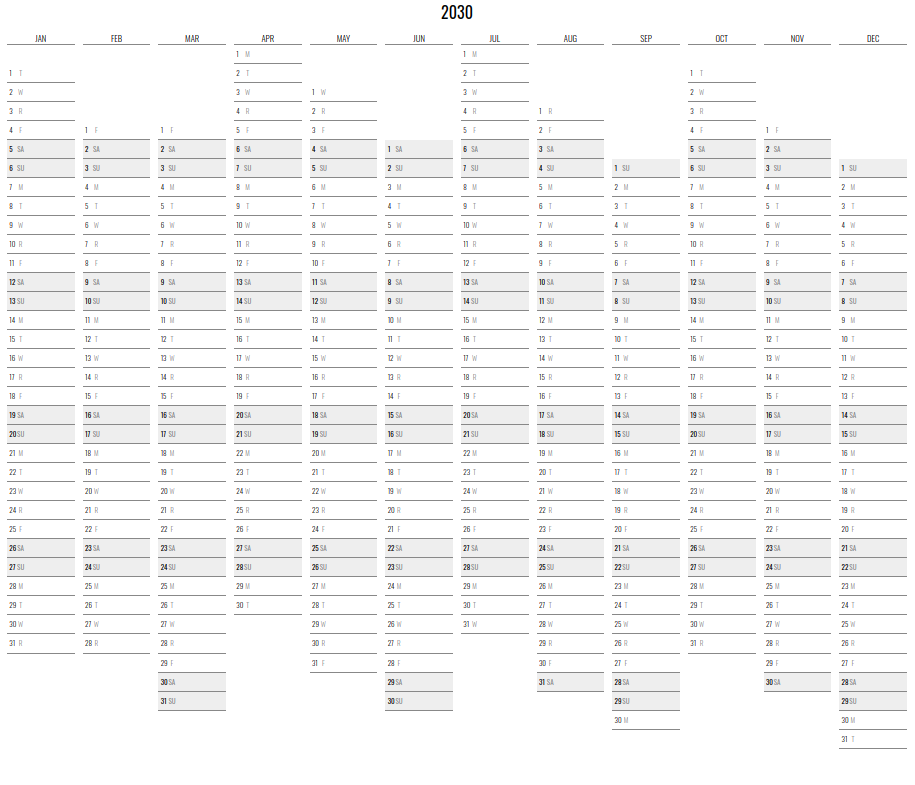 2030
JAN FEB MAR APR MAY JUN JUL AUG SEP OCT NOV DEC
1 M 1 M
1 T 2 T 2 T 1 T
2 W 3 W 1 W 3 W 2 W
3 R 4 R 2 R 4 R 1 R 3 R
4 F 1 F 1 F 5 F 3 F 5 F 2 F 4 F 1 F
5 SA 2 SA 2 SA 6 SA 4 SA 1 SA 6 SA 3 SA 5 SA 2 SA
6 SU 3 SU 3 SU 7 SU 5 SU 2 SU 7 SU 4 SU 1 SU 6 SU 3 SU 1 SU
7 M 4 M 4 M 8 M 6 M 3 M 8 M 5 M 2 M 7 M 4 M 2 M
8 T 5 T 5 T 9 T 7 T 4 T 9 T 6 T 3 T 8 T 5 T 3 T
9 W 6 W 6 W 10 W 8 W 5 W 10 W 7 W 4 W 9 W 6 W 4 W
10 R 7 R 7 R 11 R 9 R 6 R 11 R 8 R 5 R 10 R 7 R 5 R
11 F 8 F 8 F 12 F 10 F 7 F 12 F 9 F 6 F 11 F 8 F 6 F
12 SA 9 SA 9 SA 13 SA 11 SA 8 SA 13 SA 10 SA 7 SA 12 SA 9 SA 7 SA
13 SU 10 SU 10 SU 14 SU 12 SU 9 SU 14 SU 11 SU 8 SU 13 SU 10 SU 8 SU
14 M 11 M 11 M 15 M 13 M 10 M 15 M 12 M 9 M 14 M 11 M 9 M
15 T 12 T 12 T 16 T 14 T 11 T 16 T 13 T 10 T 15 T 12 T 10 T
16 W 13 W 13 W 17 W 15 W 12 W 17 W 14 W 11 W 16 W 13 W 11 W
17 R 14 R 14 R 18 R 16 R 13 R 18 R 15 R 12 R 17 R 14 R 12 R
18 F 15 F 15 F 19 F 17 F 14 F 19 F 16 F 13 F 18 F 15 F 13 F
19 SA 16 SA 16 SA 20 SA 18 SA 15 SA 20 SA 17 SA 14 SA 19 SA 16 SA 14 SA
20 SU 17 SU 17 SU 21 SU 19 SU 16 SU 21 SU 18 SU 15 SU 20 SU 17 SU 15 SU
21 M 18 M 18 M 22 M 20 M 17 M 22 M 19 M 16 M 21 M 18 M 16 M
22 T 19 T 19 T 23 T 21 T 18 T 23 T 20 T 17 T 22 T 19 T 17 T
23 W 20 W 20 W 24 W 22 W 19 W 24 W 21 W 18 W 23 W 20 W 18 W
24 R 21 R 21 R 25 R 23 R 20 R 25 R 22 R 19 R 24 R 21 R 19 R
25 F 22 F 22 F 26 F 24 F 21 F 26 F 23 F 20 F 25 F 22 F 20 F
26 SA 23 SA 23 SA 27 SA 25 SA 22 SA 27 SA 24 SA 21 SA 26 SA 23 SA 21 SA
27 SU 24 SU 24 SU 28 SU 26 SU 23 SU 28 SU 25 SU 22 SU 27 SU 24 SU 22 SU
28 M 25 M 25 M 29 M 27 M 24 M 29 M 26 M 23 M 28 M 25 M 23 M
29 T 26 T 26 T 30 T 28 T 25 T 30 T 27 T 24 T 29 T 26 T 24 T
30 W 27 W 27 W 29 W 26 W 31 W 28 W 25 W 30 W 27 W 25 W
31 R 28 R 28 R 30 R 27 R 29 R 26 R 31 R 28 R 26 R
29 F 31 F 28 F 30 F 27 F 29 F 27 F
30 SA 29 SA 31 SA 28 SA 30 SA 28 SA
31 SU 30 SU 29 SU 29 SU
30 M 30 M
31 T